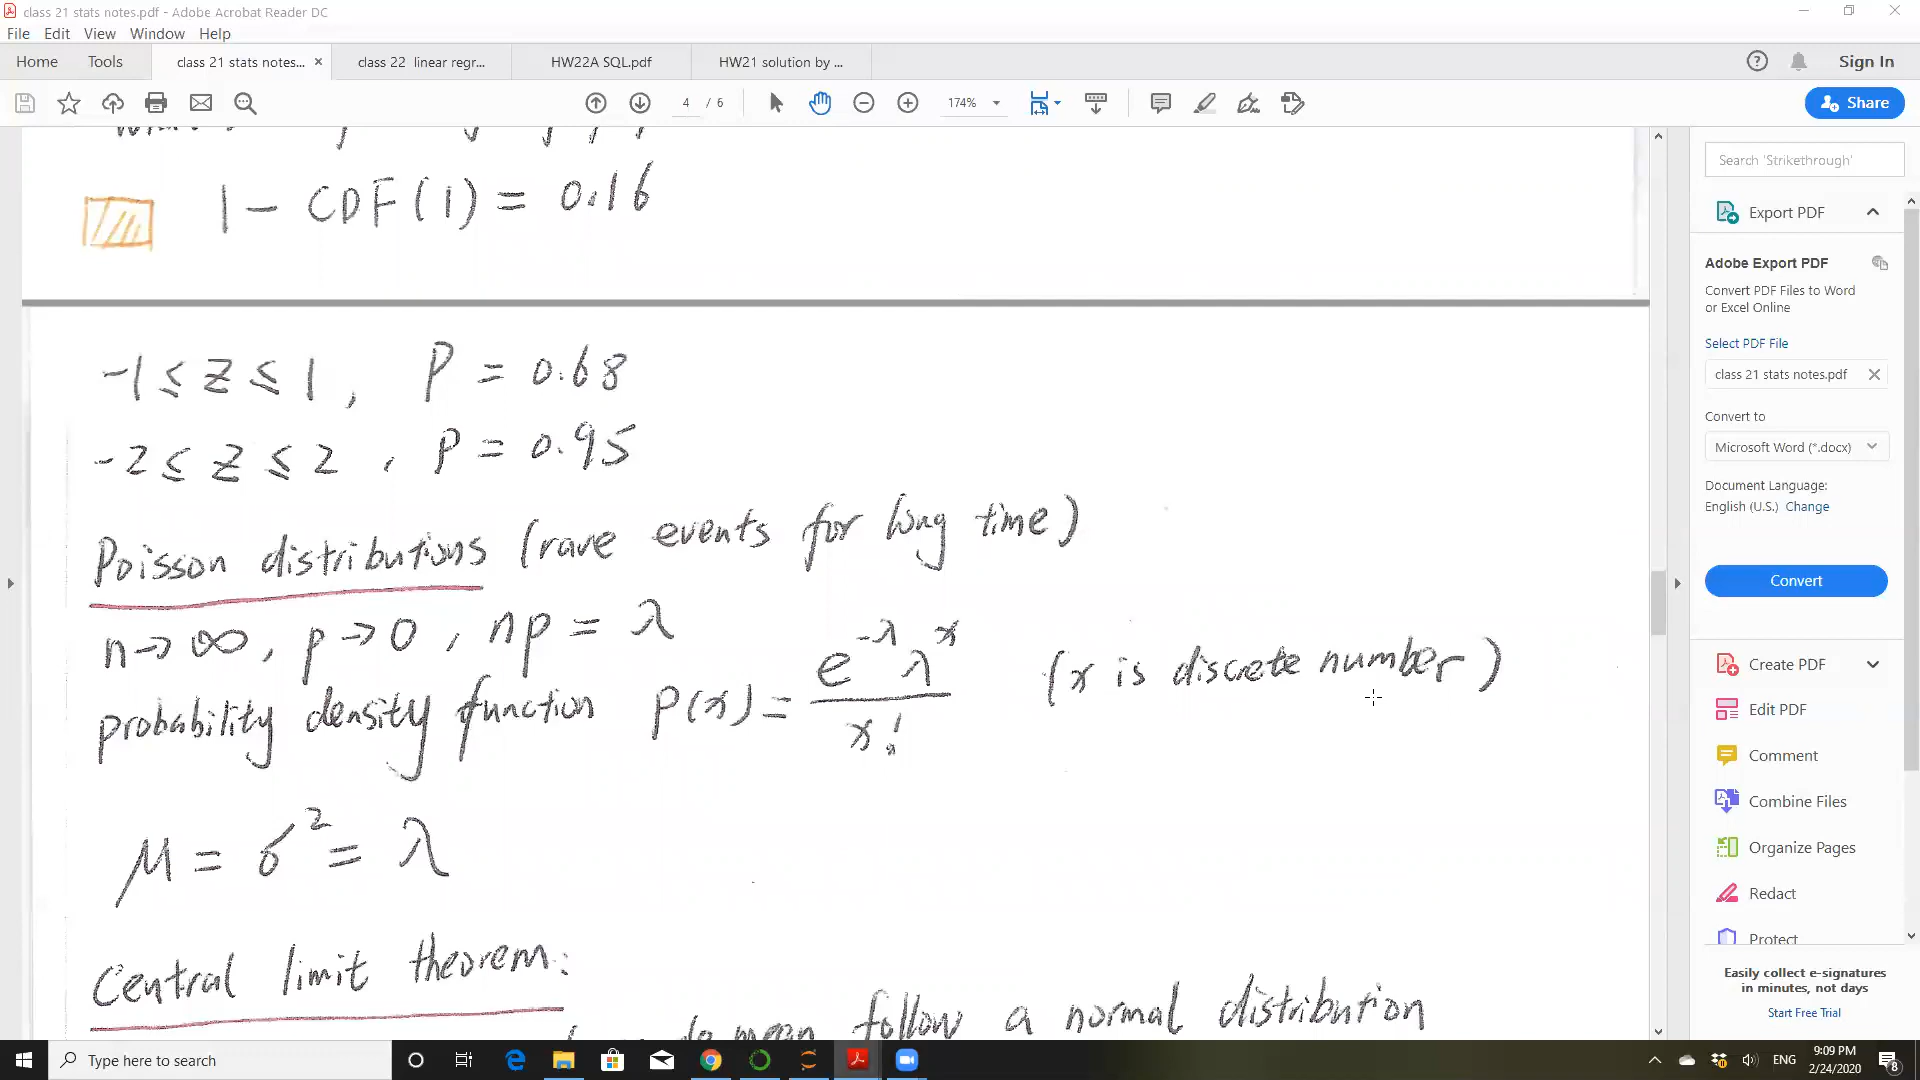 class 21 stats notes.pdf - Adobe Acrobat Reader DC
File Edit View Window Help
Home Tools class 21 stats notes... × class 22 linear regr... HW22A SQL.pdf HW21 solution by ...
Sign In
4 / 6 174% Share
1 - CDF(1) = 0.16
-1 ≤ z ≤ 1, P = 0.68
-2 ≤ z ≤ 2, P = 0.95
Poisson distributions (rare events for long time)
n→∞, p→0, np = λ
probability density function P(x) = e^-λ λ^x / x! (x is discrete number)
μ = σ² = λ
Central limit theorem:
mean follow a normal distribution
Search 'Strikethrough'
Export PDF
Adobe Export PDF
Convert PDF Files to Word
or Excel Online
Select PDF File
class 21 stats notes.pdf
Convert to
Microsoft Word (*.docx)
Document Language:
English (U.S.) Change
Convert
Create PDF
Edit PDF
Comment
Combine Files
Organize Pages
Redact
Protect
Easily collect e-signatures
in minutes, not days
Start Free Trial
Type here to search
ENG
9:09 PM
2/24/2020
8